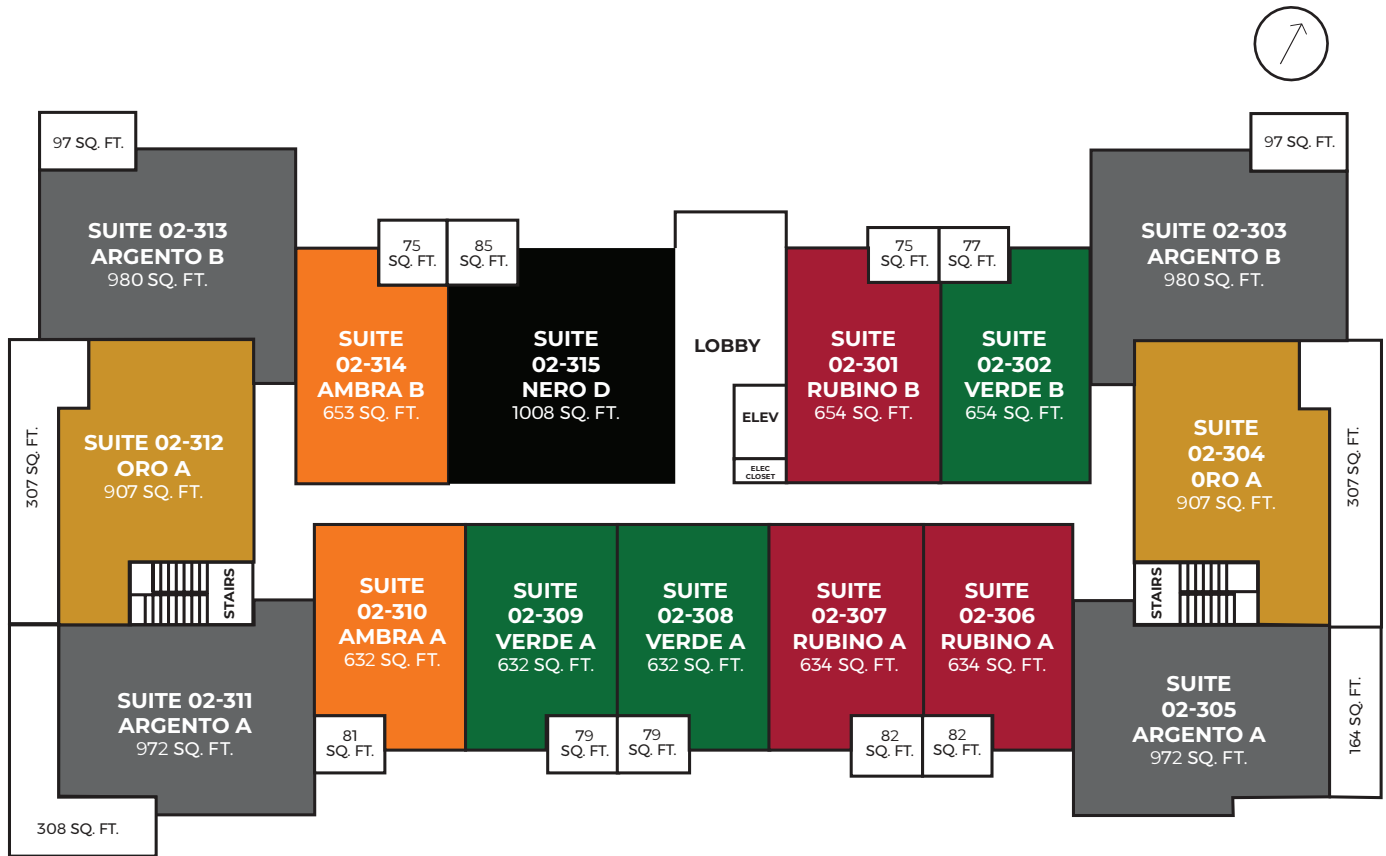 97 SQ. FT.
97 SQ. FT.
SUITE 02-313
ARGENTO B
980 SQ. FT.
75
SQ. FT.
85
SQ. FT.
75
SQ. FT.
77
SQ. FT.
SUITE 02-303
ARGENTO B
980 SQ. FT.
SUITE
02-314
AMBRA B
653 SQ. FT.
SUITE
02-315
NERO D
1008 SQ. FT.
LOBBY
ELEV
ELEC
CLOSET
SUITE
02-301
RUBINO B
654 SQ. FT.
SUITE
02-302
VERDE B
654 SQ. FT.
307 SQ. FT.
SUITE 02-312
ORO A
907 SQ. FT.
STAIRS
SUITE
02-304
0RO A
907 SQ. FT.
307 SQ. FT.
STAIRS
SUITE
02-310
AMBRA A
632 SQ. FT.
SUITE
02-309
VERDE A
632 SQ. FT.
SUITE
02-308
VERDE A
632 SQ. FT.
SUITE
02-307
RUBINO A
634 SQ. FT.
SUITE
02-306
RUBINO A
634 SQ. FT.
SUITE 02-311
ARGENTO A
972 SQ. FT.
SUITE
02-305
ARGENTO A
972 SQ. FT.
164 SQ. FT.
81
SQ. FT.
79
SQ. FT.
79
SQ. FT.
82
SQ. FT.
82
SQ. FT.
308 SQ. FT.